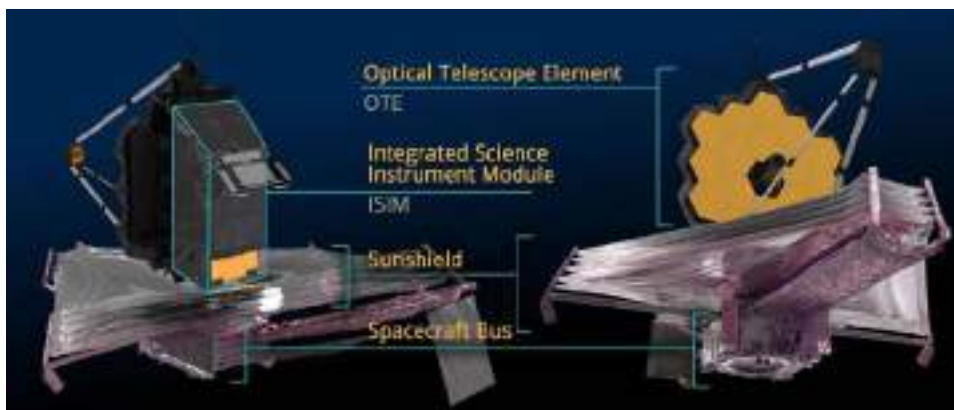 Optical Telescope Element
OTE
Integrated Science
Instrument Module
ISIM
Sunshield
Spacecraft Bus